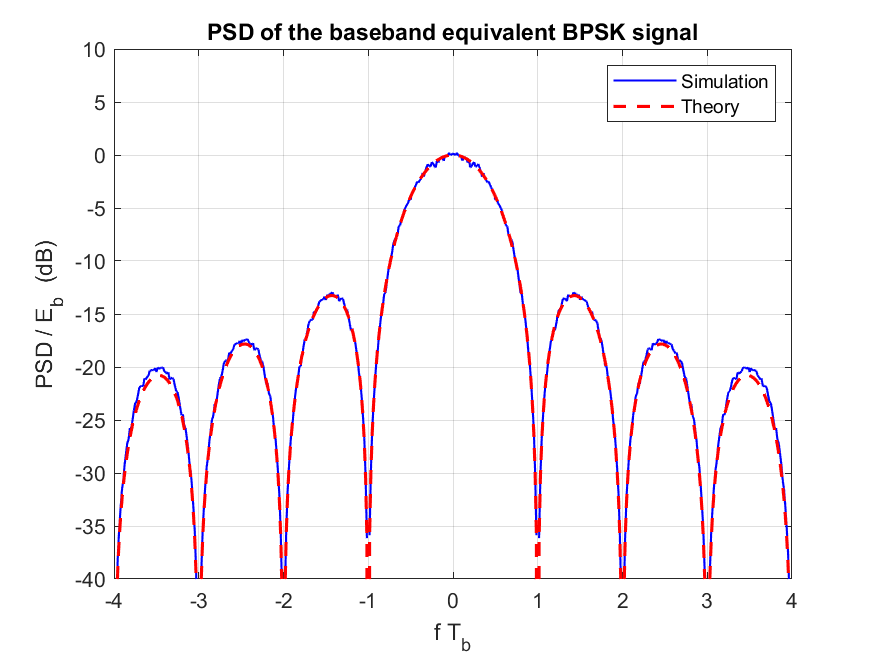 PSD of the baseband equivalent BPSK signal
10
5
0
-5
-10
-15
-20
-25
-30
-35
-40
PSD / E_b (dB)
Simulation
Theory
-4 -3 -2 -1 0 1 2 3 4
f T_b